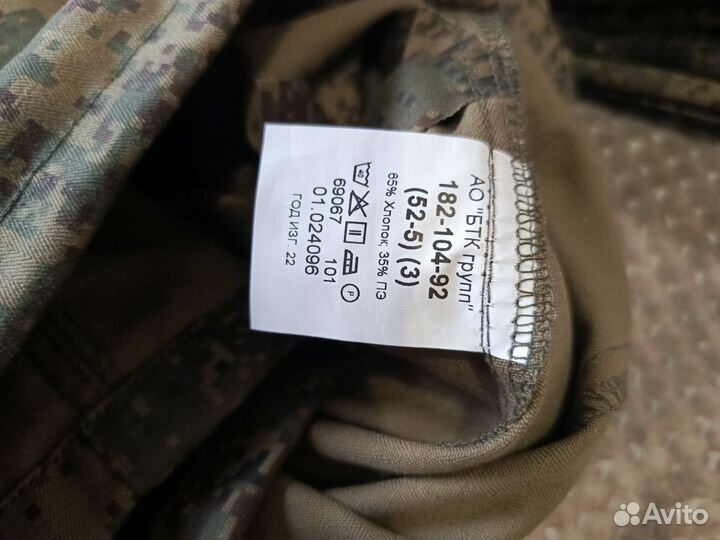 АО "БТК групп"
182-104-92
(52-5) (3)
65% Хлопок, 35% ПЭ
40 P
69067 101
01.024096
ГОД ИЗГ. 22
Avito